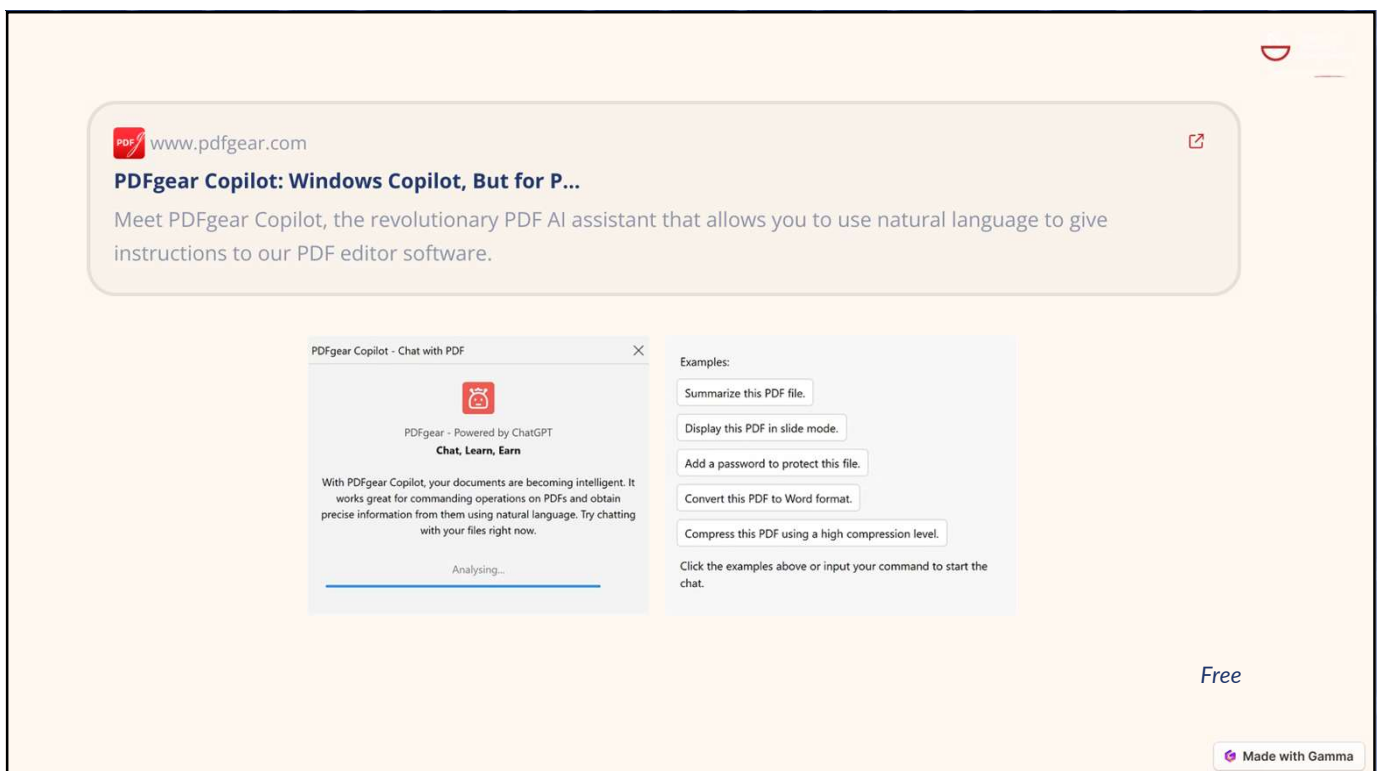 PDF
www.pdfgear.com
PDFgear Copilot: Windows Copilot, But for P...
Meet PDFgear Copilot, the revolutionary PDF AI assistant that allows you to use natural language to give
instructions to our PDF editor software.
PDFgear Copilot - Chat with PDF
PDFgear - Powered by ChatGPT
Chat, Learn, Earn
With PDFgear Copilot, your documents are becoming intelligent. It
works great for commanding operations on PDFs and obtain
precise information from them using natural language. Try chatting
with your files right now.
Analysing...
Examples:
Summarize this PDF file.
Display this PDF in slide mode.
Add a password to protect this file.
Convert this PDF to Word format.
Compress this PDF using a high compression level.
Click the examples above or input your command to start the
chat.
Free
Made with Gamma